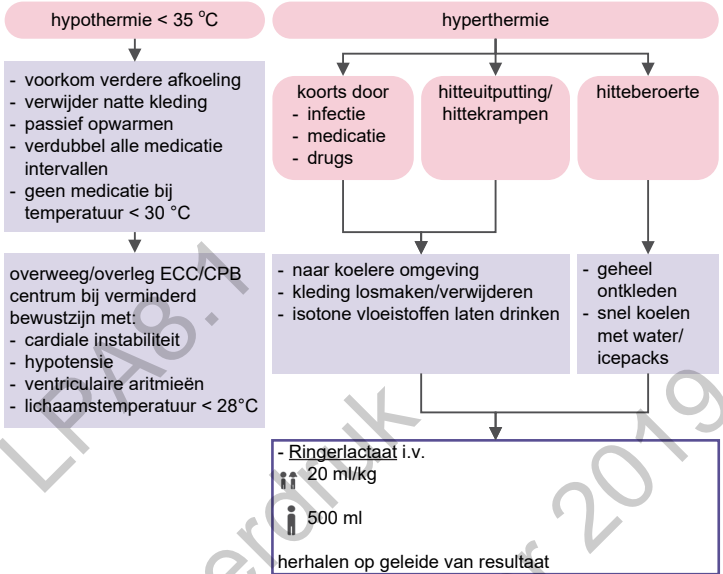 hypothermie < 35 °C
- voorkom verdere afkoeling
- verwijder natte kleding
- passief opwarmen
- verdubbel alle medicatie
intervallen
- geen medicatie bij
temperatuur < 30 °C
overweeg/overleg ECC/CPB
centrum bij verminderd
bewustzijn met:
- cardiale instabiliteit
- hypotensie
- ventriculaire aritmieën
- lichaamstemperatuur < 28°C
hyperthermie
koorts door
- infectie
- medicatie
- drugs
hitteuitputting/
hittekrampen
hitteberoerte
- naar koelere omgeving
- kleding losmaken/verwijderen
- isotone vloeistoffen laten drinken
- geheel
ontkleden
- snel koelen
met water/
icepacks
- Ringerlactaat i.v.
20 ml/kg
500 ml
herhalen op geleide van resultaat
LPA8.1
2019